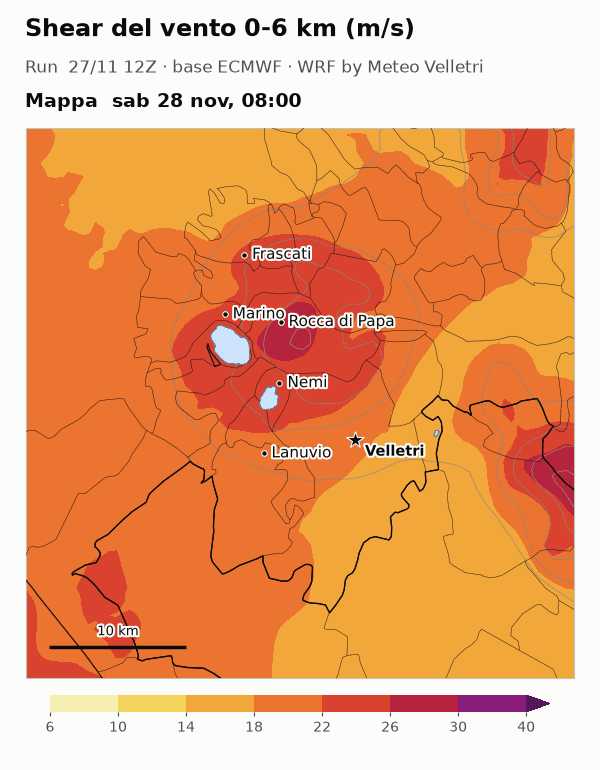 Shear del vento 0-6 km (m/s)
Run 27/11 12Z · base ECMWF · WRF by Meteo Velletri
Mappa sab 28 nov, 08:00
Frascati
Marino
Rocca di Papa
Nemi
Velletri
Lanuvio
10 km
6 10 14 18 22 26 30 40